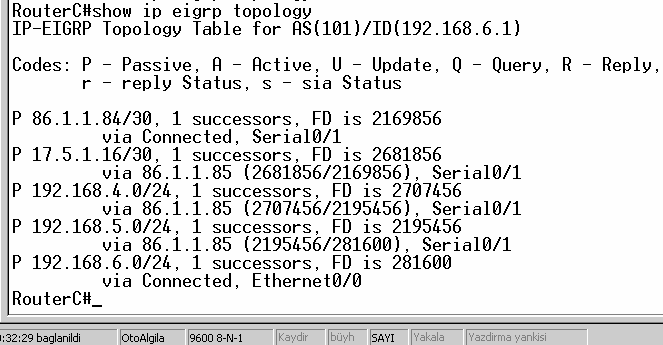 RouterC#show ip eigrp topology
IP-EIGRP Topology Table for AS(101)/ID(192.168.6.1)
Codes: P - Passive, A - Active, U - Update, Q - Query, R - Reply,
r - reply Status, s - sia Status
P 86.1.1.84/30, 1 successors, FD is 2169856
via Connected, Serial0/1
P 17.5.1.16/30, 1 successors, FD is 2681856
via 86.1.1.85 (2681856/2169856), Serial0/1
P 192.168.4.0/24, 1 successors, FD is 2707456
via 86.1.1.85 (2707456/2195456), Serial0/1
P 192.168.5.0/24, 1 successors, FD is 2195456
via 86.1.1.85 (2195456/281600), Serial0/1
P 192.168.6.0/24, 1 successors, FD is 281600
via Connected, Ethernet0/0
RouterC#_
:32:29 baglanildi OtoAlgila 9600 8-N-1 Kaydir büyh SAYI Yakala Yazdirma yankisi